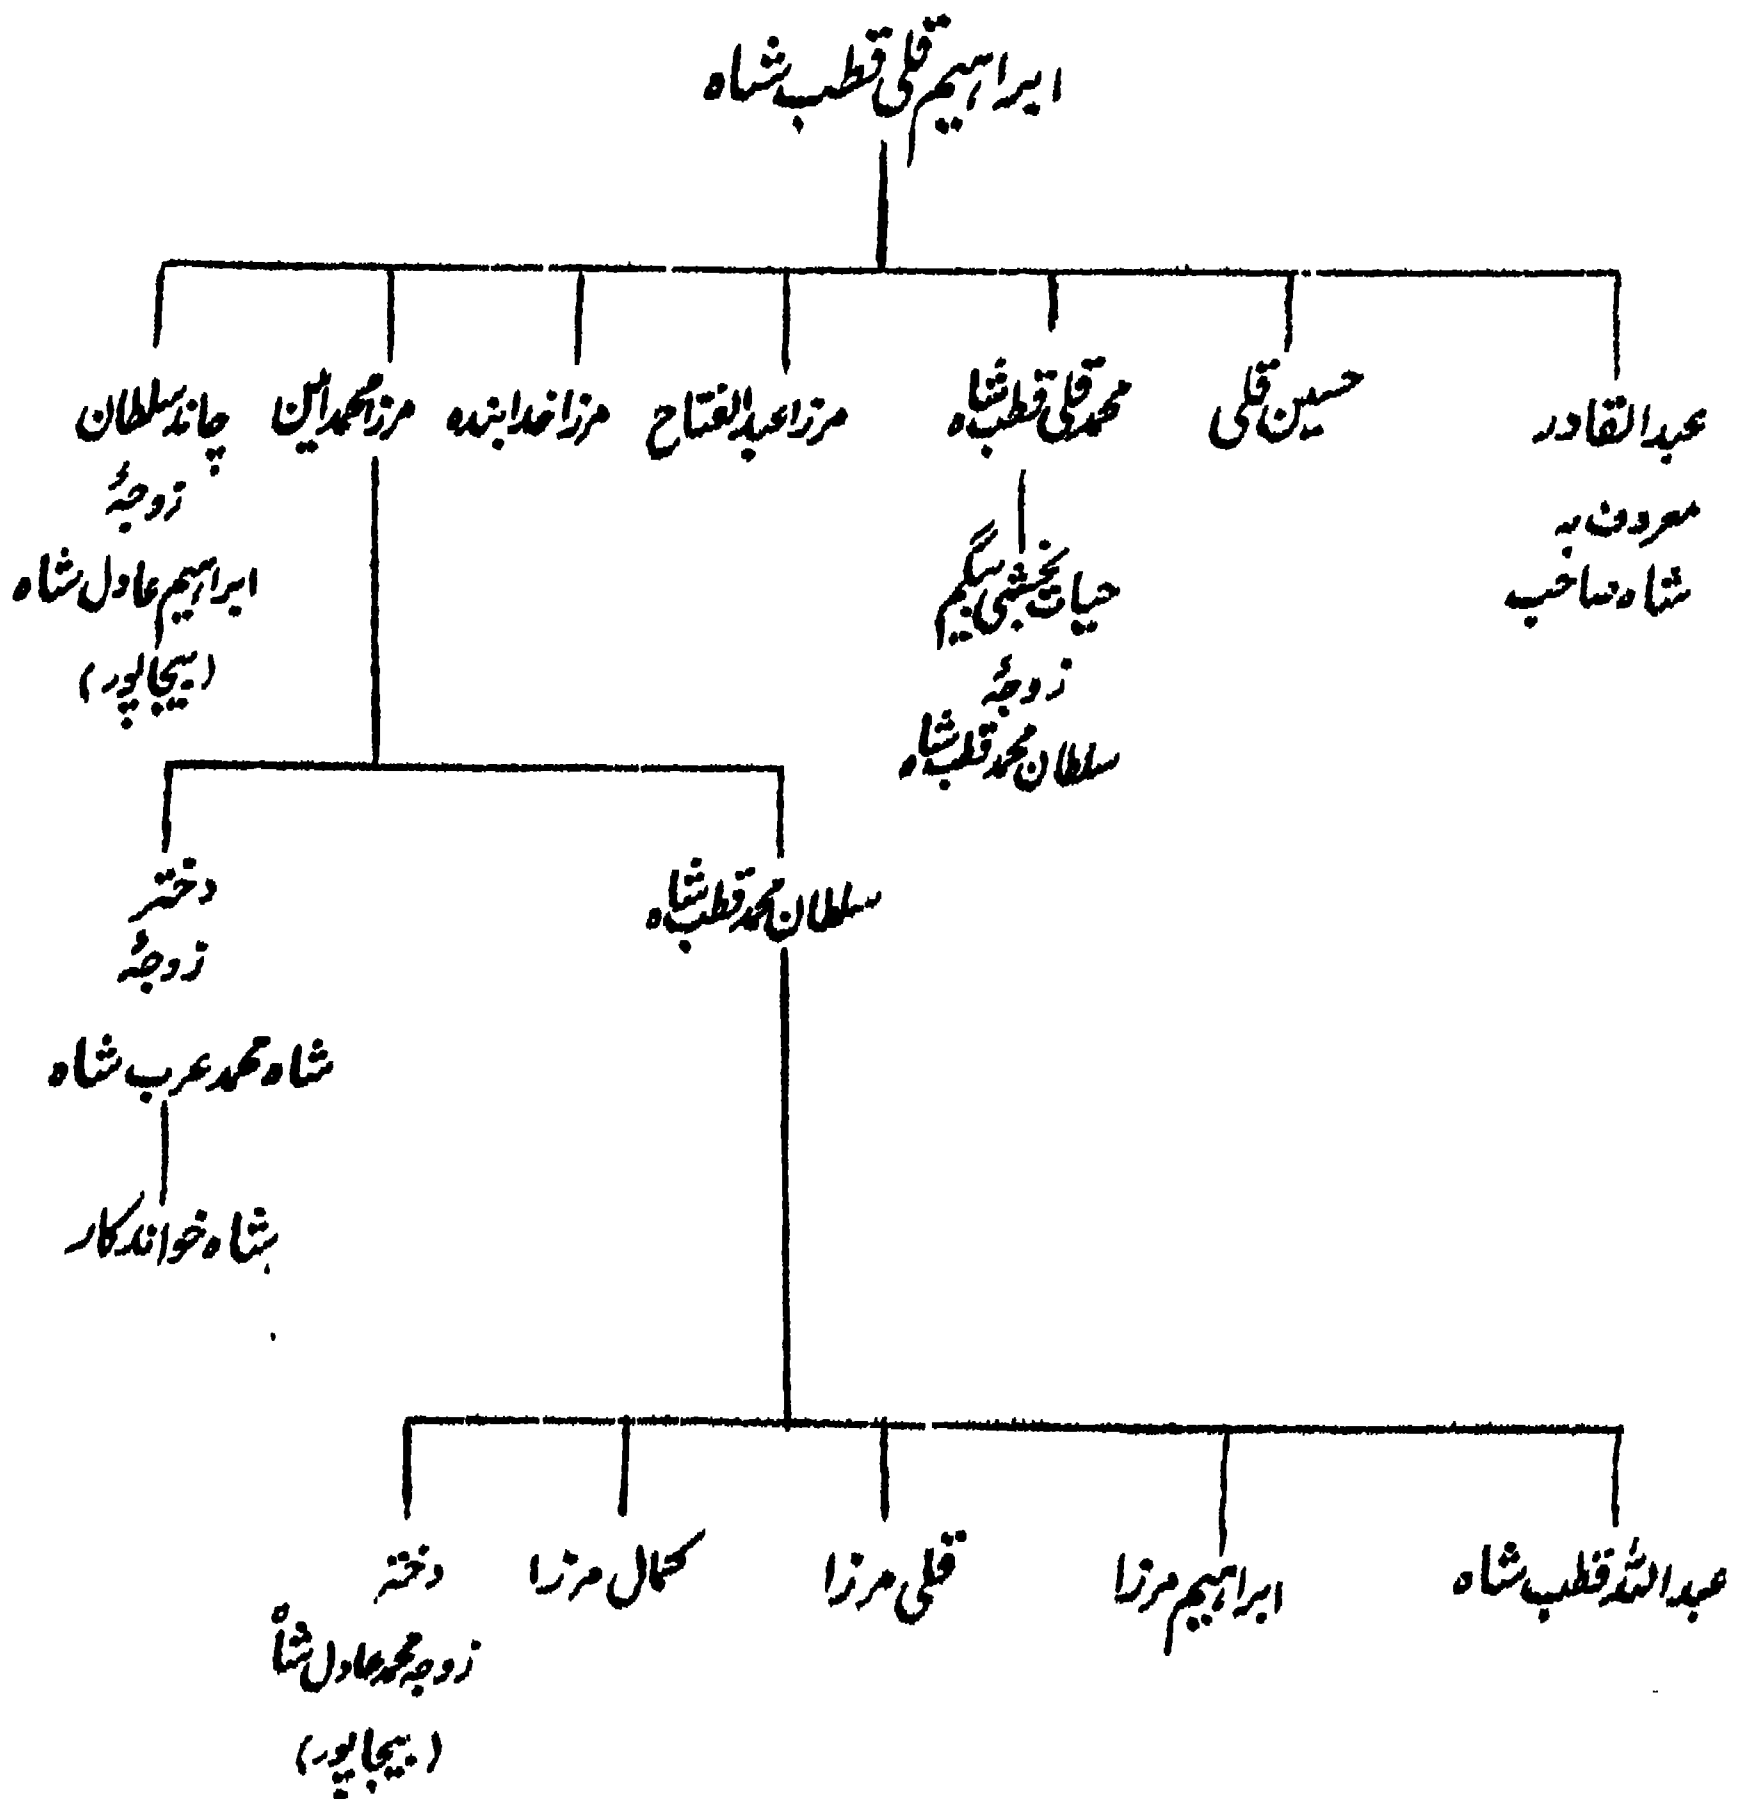 ابراہیم قلی قطب شاہ
عبدالقادر
معروف بہ
شاہ صاحب
حسین قلی
محمد قلی قطب شاہ
حیات بخشی بیگم
زوجۂ
سلطان محمد قطب شاہ
مرزا عبدالفتاح
مرزا خدا بندہ
مرزا محمد امین
چاند سلطان
زوجۂ
ابراہیم عادل شاہ
(بیجاپور)
سلطان محمد قطب شاہ
دختر
زوجۂ
شاہ محمد عرب شاہ
شاہ خواندکار
عبداللہ قطب شاہ
ابراہیم مرزا
قلی مرزا
کمال مرزا
دختر
زوجہ محمد عادل شاہ
(بیجاپور)